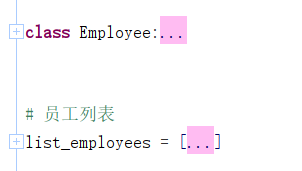 class Employee:...
# 员工列表
list_employees = [...]